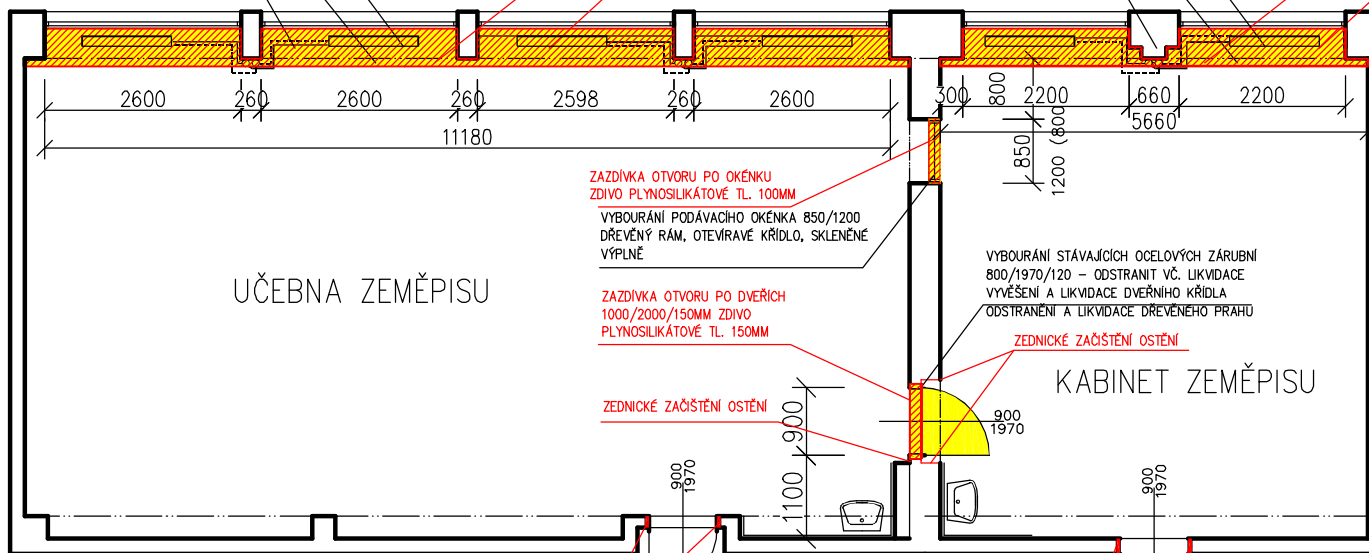 2600
260
2600
260
2598
260
2600
11180
300
2200
660
2200
5660
800
850
1200 (800
ZAZDÍVKA OTVORU PO OKÉNKU
ZDIVO PLYNOSILIKÁTOVÉ TL. 100MM
VYBOURÁNÍ PODÁVACÍHO OKÉNKA 850/1200
DŘEVĚNÝ RÁM, OTEVÍRAVÉ KŘÍDLO, SKLENĚNÉ
VÝPLNĚ
UČEBNA ZEMĚPISU
ZAZDÍVKA OTVORU PO DVEŘÍCH
1000/2000/150MM ZDIVO
PLYNOSILIKÁTOVÉ TL. 150MM
ZEDNICKÉ ZAČIŠTĚNÍ OSTĚNÍ
VYBOURÁNÍ STÁVAJÍCÍCH OCELOVÝCH ZÁRUBNÍ
800/1970/120 – ODSTRANIT VČ. LIKVIDACE
VYVĚŠENÍ A LIKVIDACE DVEŘNÍHO KŘÍDLA
ODSTRANĚNÍ A LIKVIDACE DŘEVĚNÉHO PRAHU
ZEDNICKÉ ZAČIŠTĚNÍ OSTĚNÍ
KABINET ZEMĚPISU
900
1970
900
1100
900
1970
900
1970